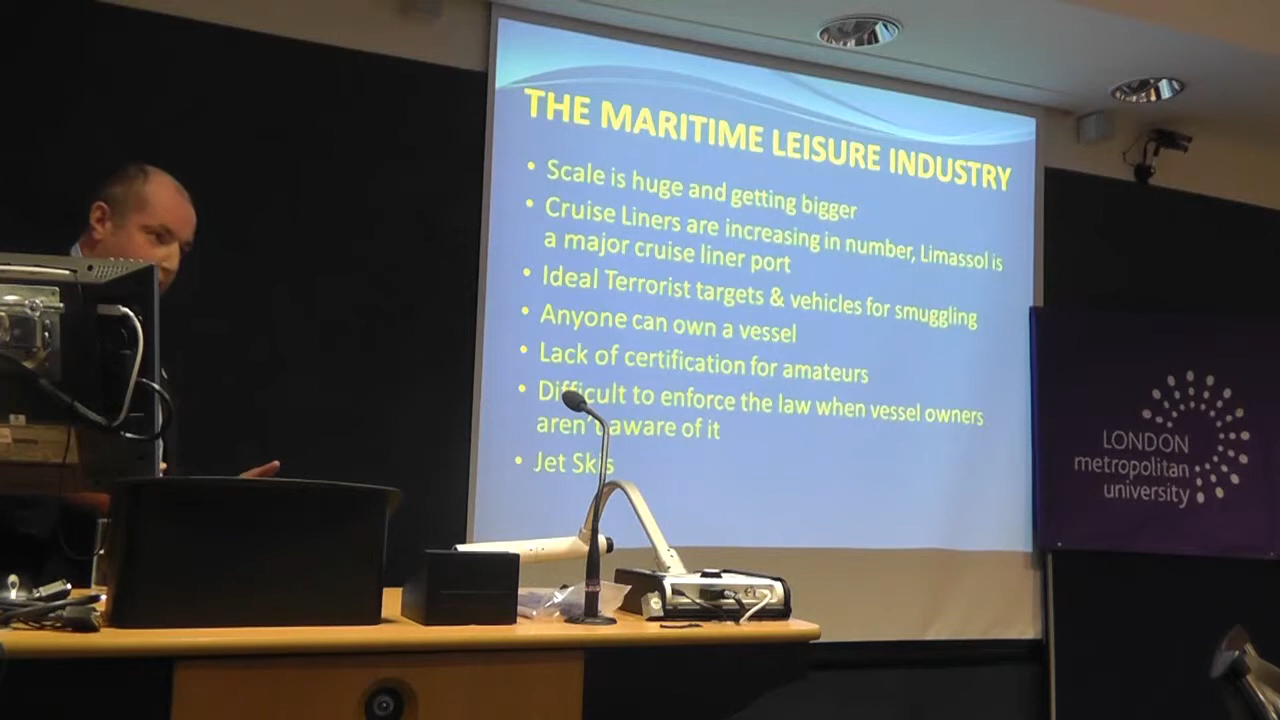 THE MARITIME LEISURE INDUSTRY
• Scale is huge and getting bigger
• Cruise Liners are increasing in number, Limassol is
a major cruise liner port
• Ideal Terrorist targets & vehicles for smuggling
• Anyone can own a vessel
• Lack of certification for amateurs
• Difficult to enforce the law when vessel owners
aren't aware of it
• Jet Skis
LONDON
metropolitan
university